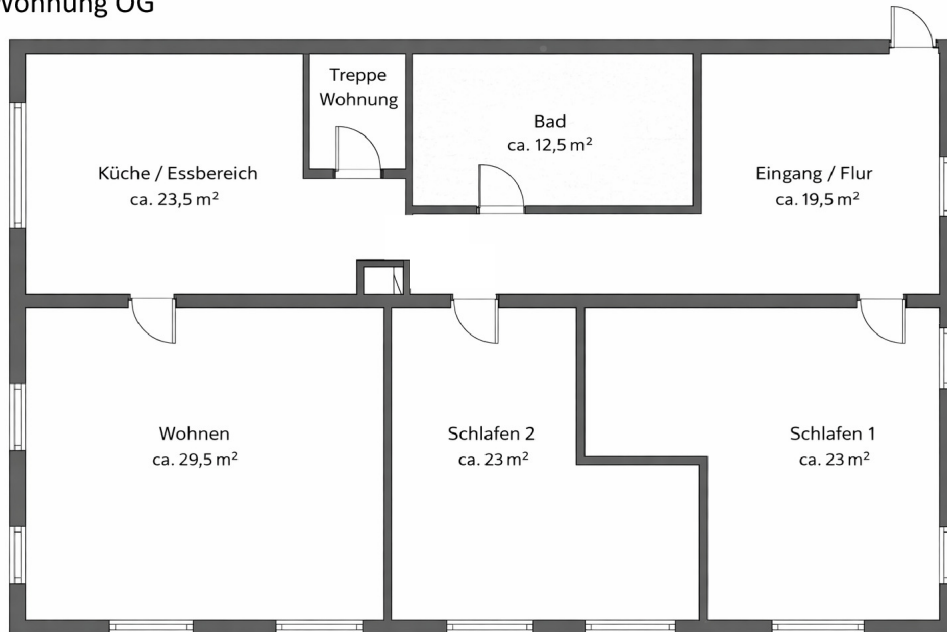 Wohnung OG
Treppe
Wohnung
Bad
ca. 12,5 m²
Küche / Essbereich
ca. 23,5 m²
Eingang / Flur
ca. 19,5 m²
Wohnen
ca. 29,5 m²
Schlafen 2
ca. 23 m²
Schlafen 1
ca. 23 m²